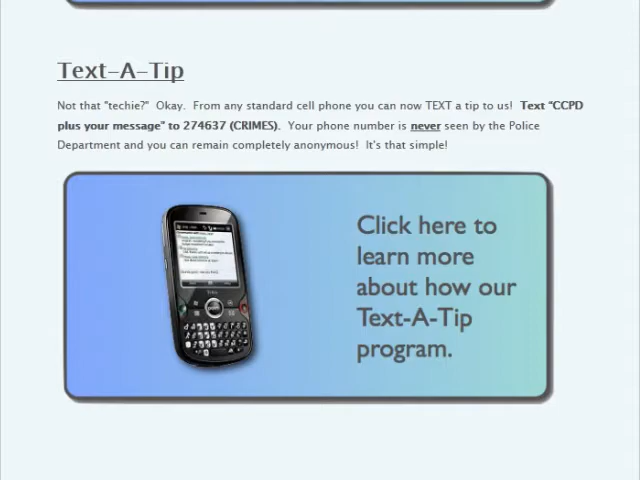 Text-A-Tip
Not that "techie?" Okay. From any standard cell phone you can now TEXT a tip to us! Text "CCPD
plus your message" to 274637 (CRIMES). Your phone number is never seen by the Police
Department and you can remain completely anonymous! It's that simple!
Click here to
learn more
about how our
Text-A-Tip
program.